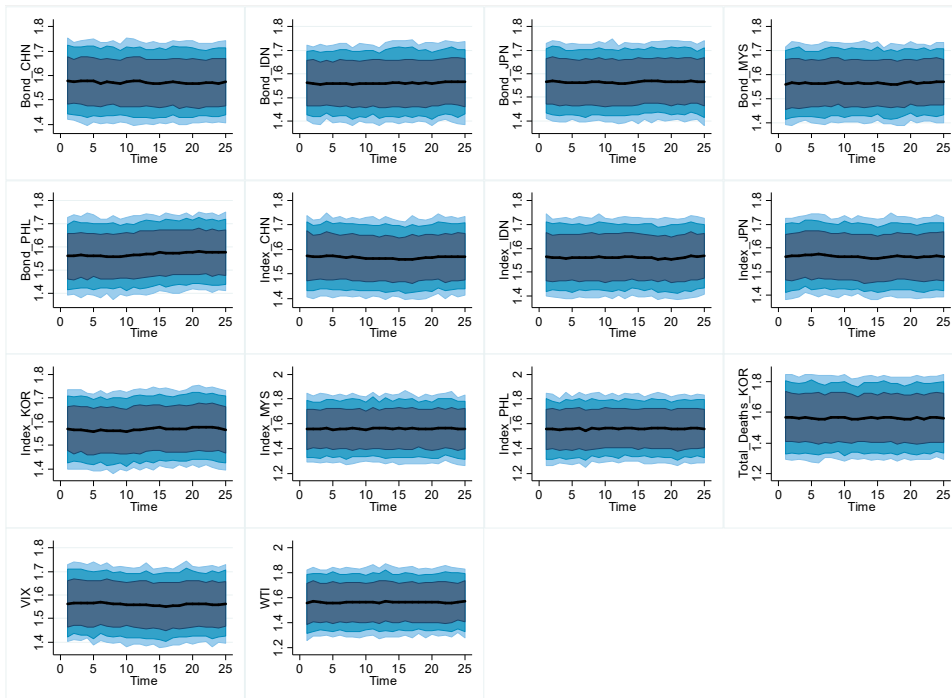 Bond_CHN
1.4 1.5 1.6 1.7 1.8
0 5 10 15 20 25
Time
Bond_IDN
1.4 1.5 1.6 1.7 1.8
0 5 10 15 20 25
Time
Bond_JPN
1.4 1.5 1.6 1.7 1.8
0 5 10 15 20 25
Time
Bond_MYS
1.4 1.5 1.6 1.7 1.8
0 5 10 15 20 25
Time
Bond_PHL
1.4 1.5 1.6 1.7 1.8
0 5 10 15 20 25
Time
Index_CHN
1.4 1.5 1.6 1.7 1.8
0 5 10 15 20 25
Time
Index_IDN
1.4 1.5 1.6 1.7 1.8
0 5 10 15 20 25
Time
Index_JPN
1.4 1.5 1.6 1.7 1.8
0 5 10 15 20 25
Time
Index_KOR
1.4 1.5 1.6 1.7 1.8
0 5 10 15 20 25
Time
Index_MYS
1.2 1.4 1.6 1.8 2
0 5 10 15 20 25
Time
Index_PHL
1.2 1.4 1.6 1.8 2
0 5 10 15 20 25
Time
Total_Deaths_KOR
1.2 1.4 1.6 1.8
0 5 10 15 20 25
Time
VIX
1.4 1.5 1.6 1.7 1.8
0 5 10 15 20 25
Time
WTI
1.2 1.4 1.6 1.8 2
0 5 10 15 20 25
Time